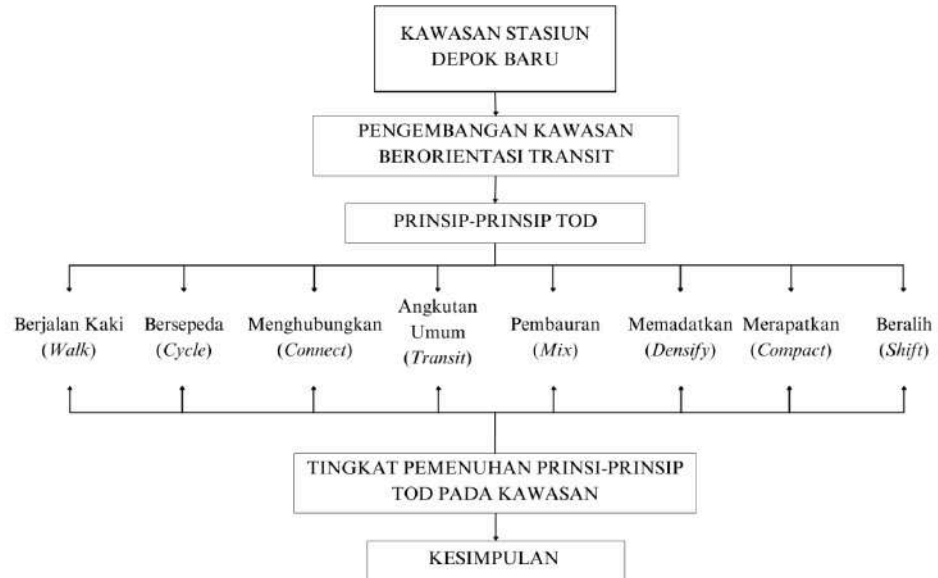 KAWASAN STASIUN
DEPOK BARU
PENGEMBANGAN KAWASAN
BERORIENTASI TRANSIT
PRINSIP-PRINSIP TOD
Berjalan Kaki
(Walk)
Bersepeda
(Cycle)
Menghubungkan
(Connect)
Angkutan
Umum
(Transit)
Pembauran
(Mix)
Memadatkan
(Densify)
Merapatkan
(Compact)
Beralih
(Shift)
TINGKAT PEMENUHAN PRINSI-PRINSIP
TOD PADA KAWASAN
KESIMPULAN